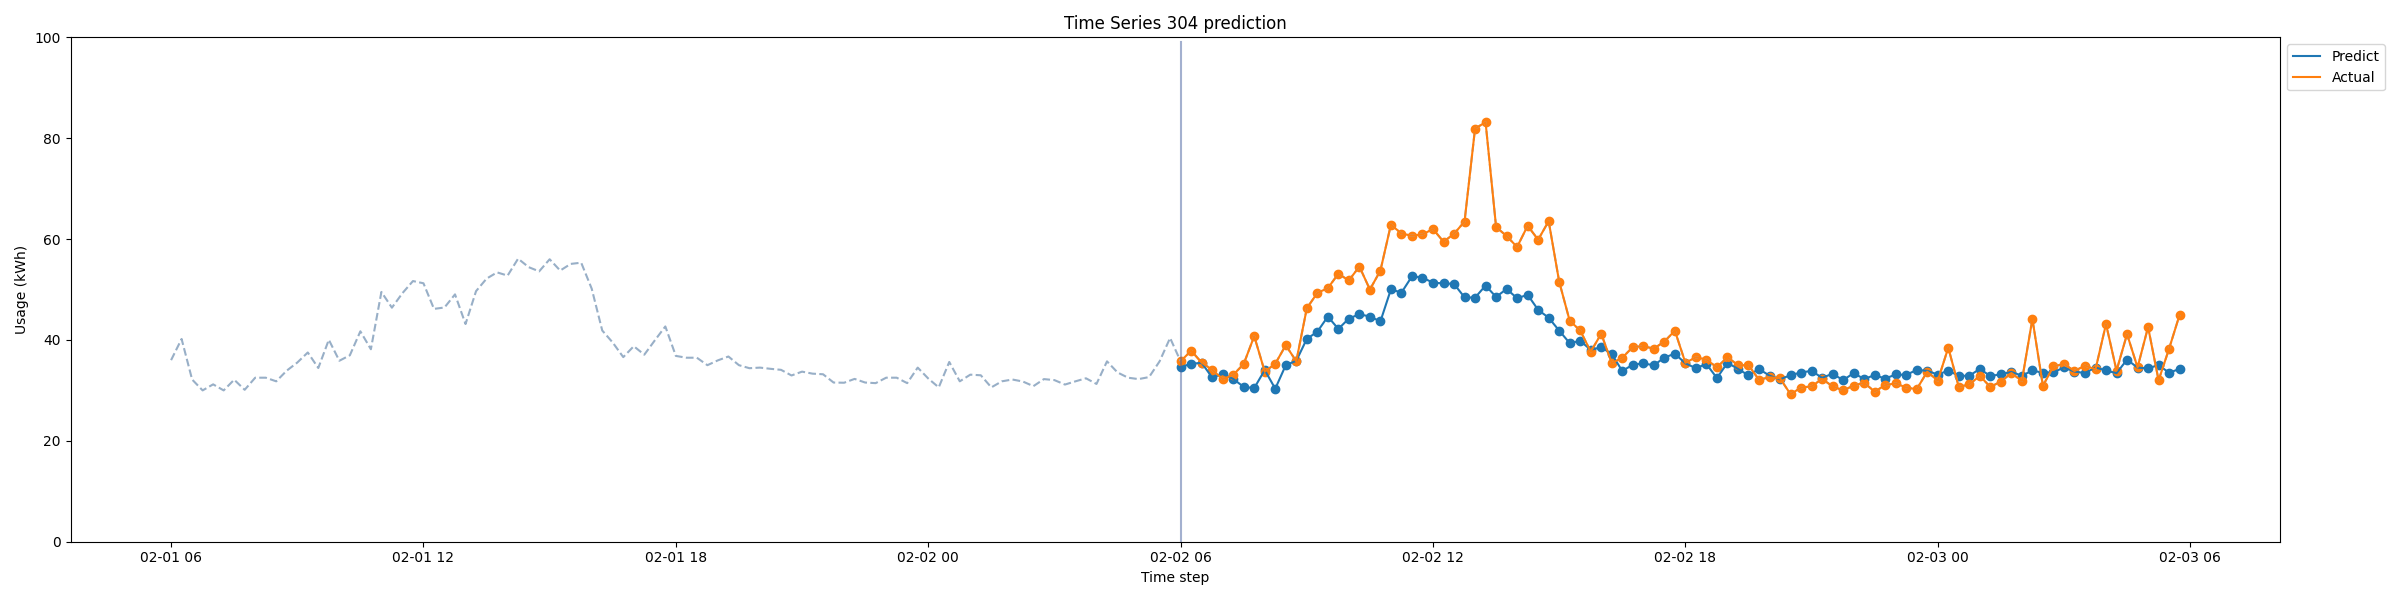 Time Series 304 prediction
100
80
60
40
20
0
Usage (kWh)
Predict
Actual
02-01 06 02-01 12 02-01 18 02-02 00 02-02 06 02-02 12 02-02 18 02-03 00 02-03 06
Time step